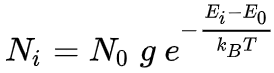 $N_i = N_0 \ g \, e^{-\frac{E_i - E_0}{k_B T}}$